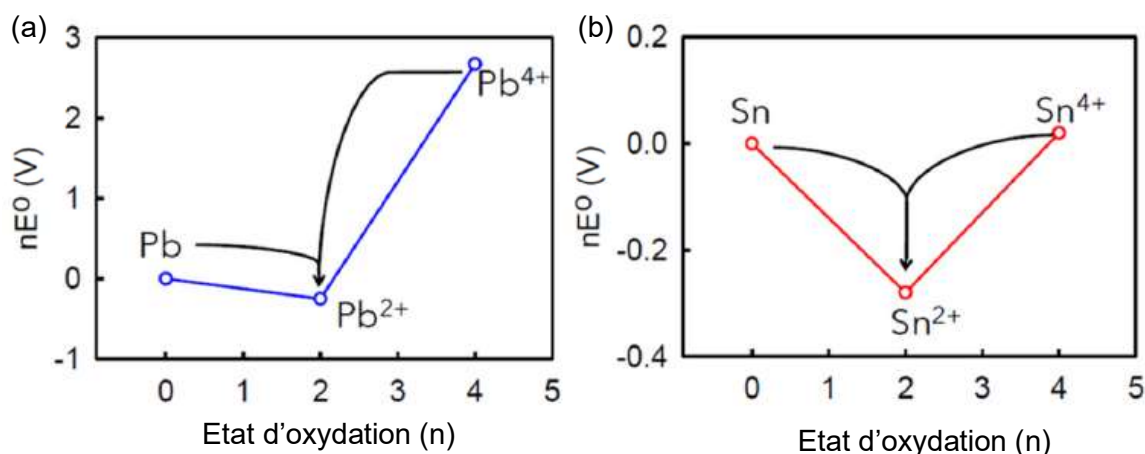 (a)
3
2
1
0
-1
nE° (V)
Pb
Pb2+
Pb4+
0 1 2 3 4 5
Etat d’oxydation (n)
(b)
0.2
0.0
-0.2
-0.4
nE° (V)
Sn
Sn4+
Sn2+
0 1 2 3 4 5
Etat d’oxydation (n)